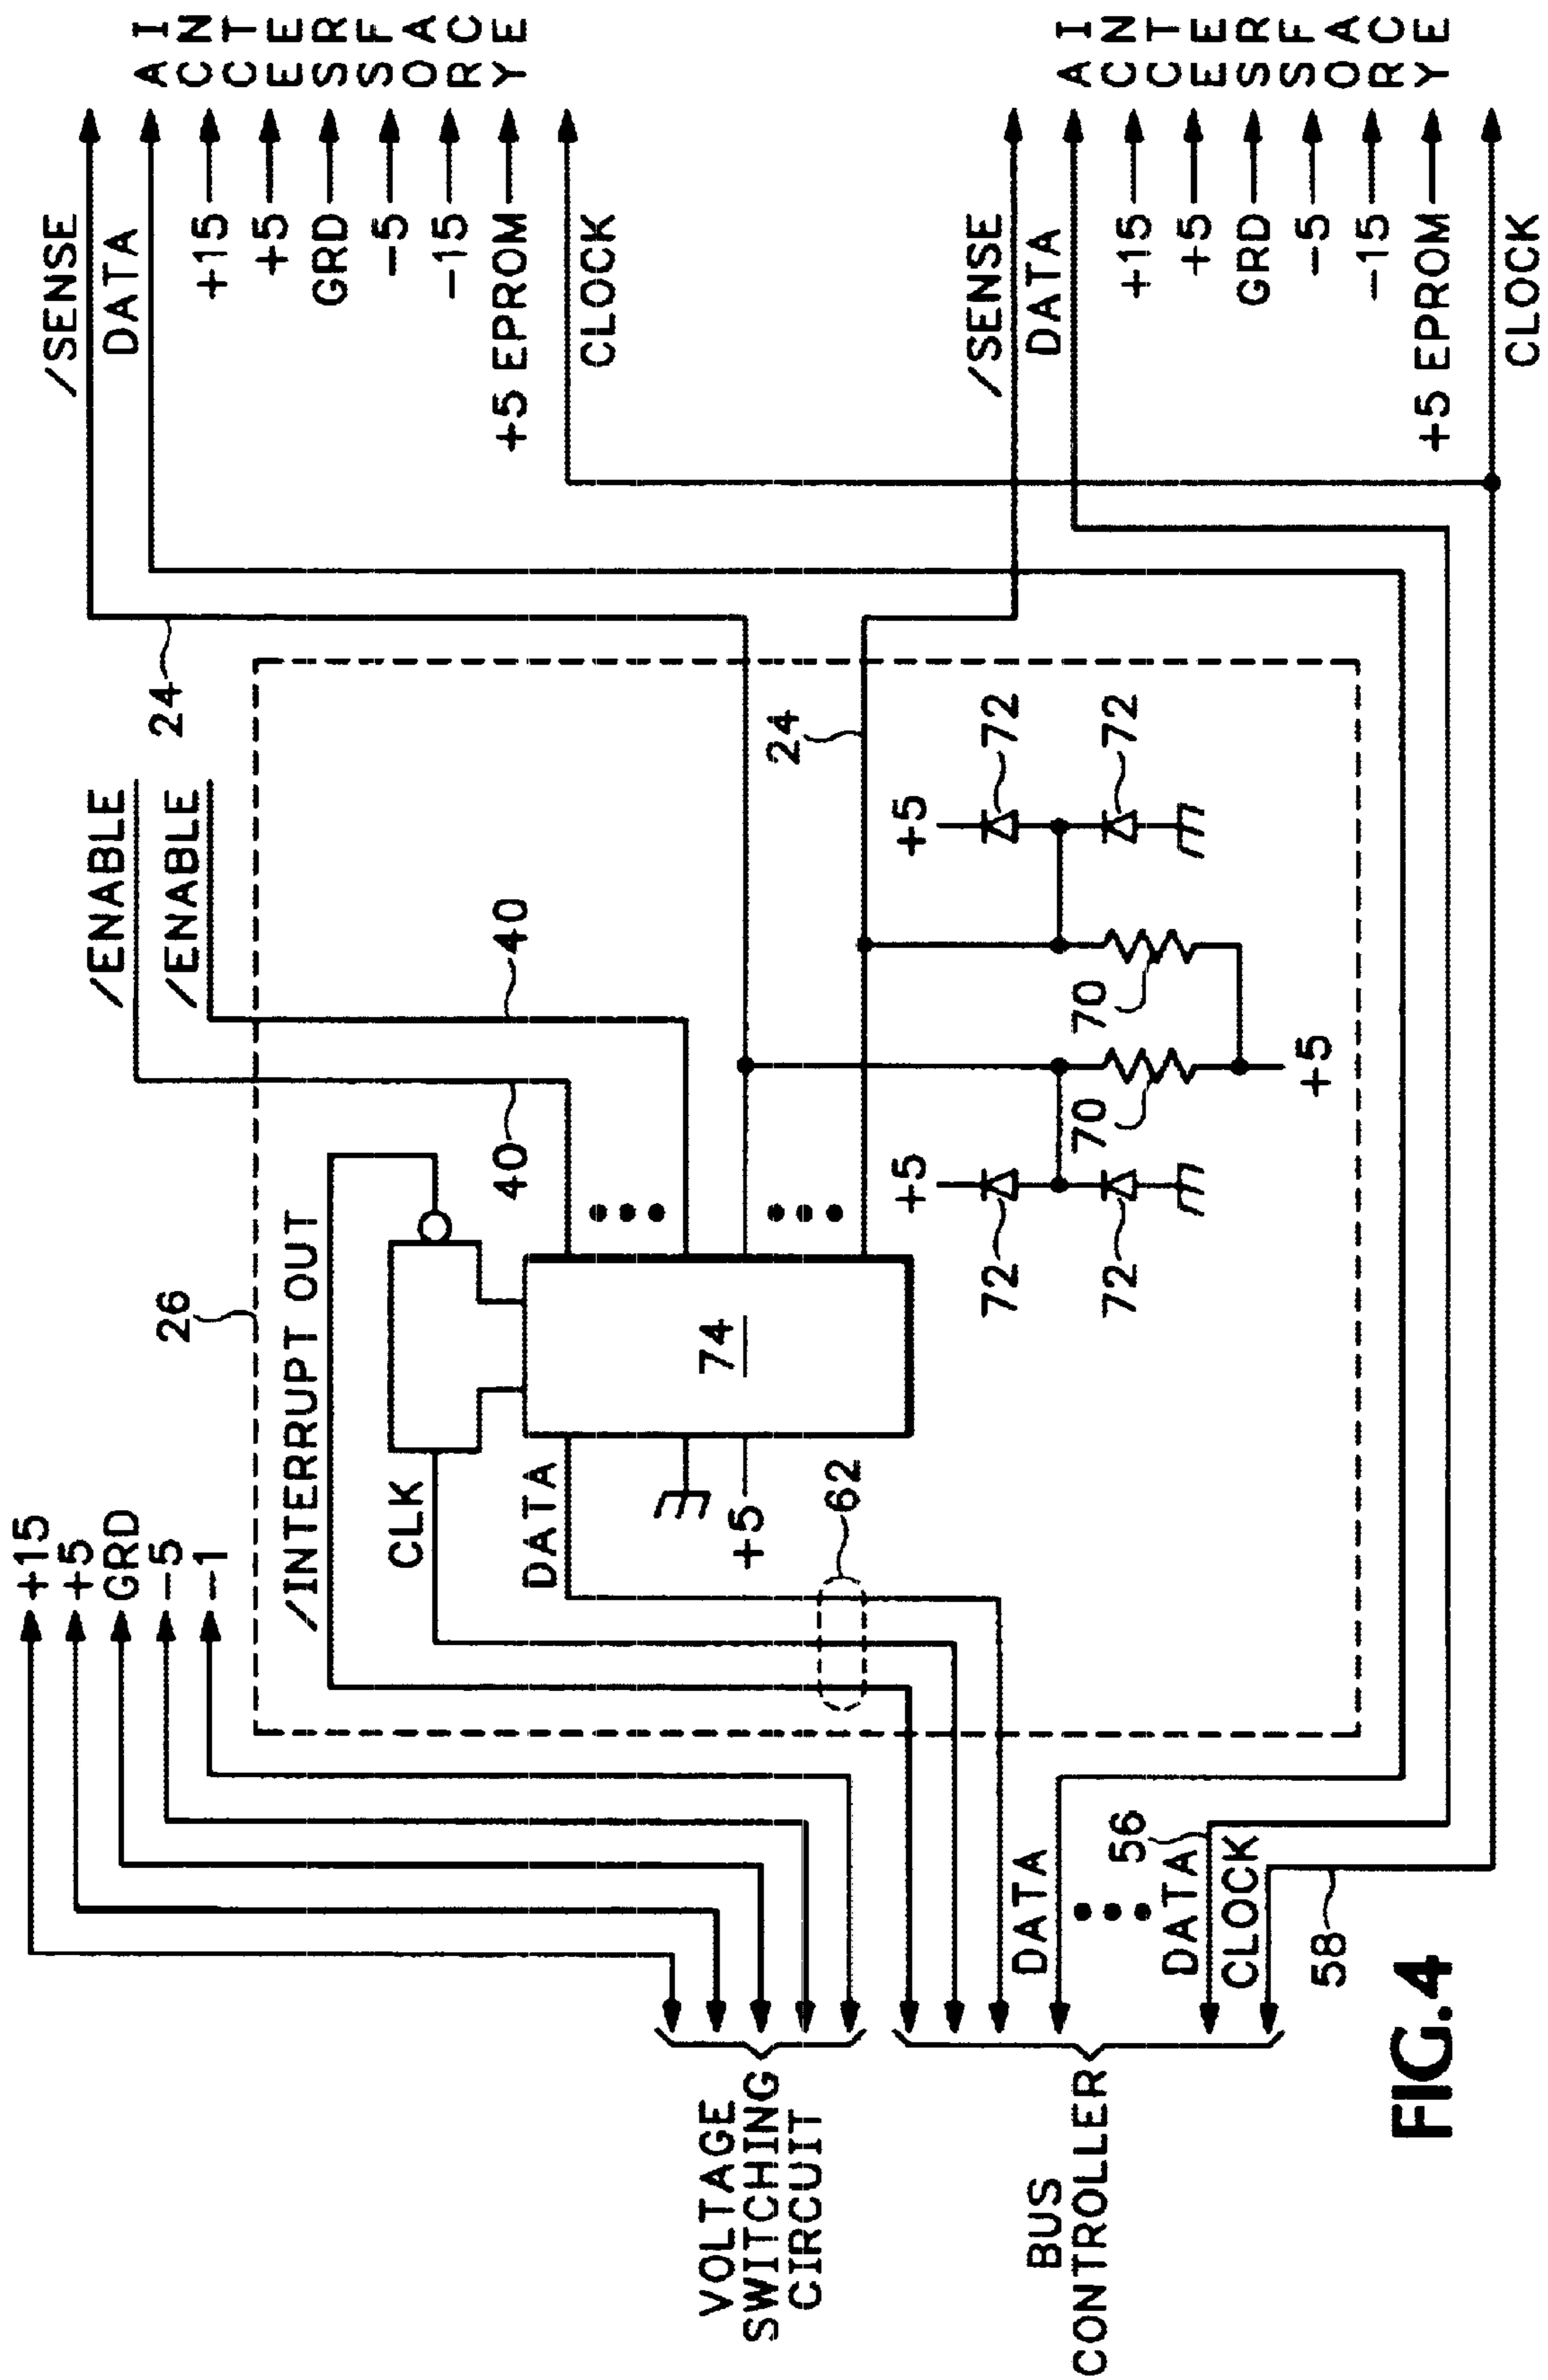 +15
+5
GRD
-5
-1
VOLTAGE
SWITCHING
CIRCUIT
BUS
CONTROLLER
/ENABLE
/ENABLE
26
/INTERRUPT OUT
CLK
DATA
+5
62
74
40
40
24
24
+5
72
72
70
70
+5
72
72
+5
DATA
56
DATA
CLOCK
58
/SENSE
DATA
+15
+5
GRD
-5
-15
+5 EPROM
CLOCK
ACCESSORY
INTERFACE
/SENSE
DATA
+15
+5
GRD
-5
-15
+5 EPROM
CLOCK
ACCESSORY
INTERFACE
FIG.4